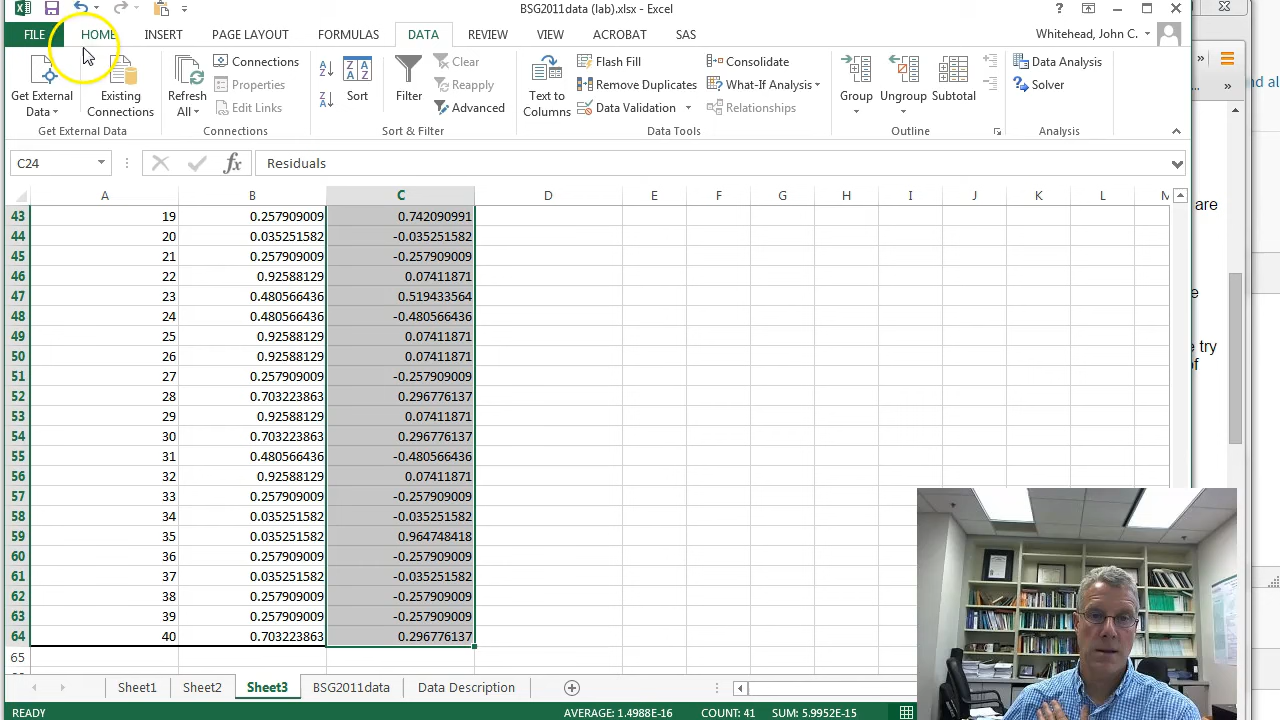 BSG2011data (lab).xlsx - Excel
FILE HOME INSERT PAGE LAYOUT FORMULAS DATA REVIEW VIEW ACROBAT SAS Whitehead, John C.
Get External Data
Existing Connections
Refresh All
Connections
Properties
Edit Links
Sort
Filter
Clear
Reapply
Advanced
Text to Columns
Flash Fill
Remove Duplicates
Data Validation
Consolidate
What-If Analysis
Relationships
Group
Ungroup
Subtotal
Data Analysis
Solver
Get External Data Connections Sort & Filter Data Tools Outline Analysis
C24 fx Residuals
A B C D E F G H I J K L M
43 19 0.257909009 0.742090991
44 20 0.035251582 -0.035251582
45 21 0.257909009 -0.257909009
46 22 0.92588129 0.07411871
47 23 0.480566436 0.519433564
48 24 0.480566436 -0.480566436
49 25 0.92588129 0.07411871
50 26 0.92588129 0.07411871
51 27 0.257909009 -0.257909009
52 28 0.703223863 0.296776137
53 29 0.92588129 0.07411871
54 30 0.703223863 0.296776137
55 31 0.480566436 -0.480566436
56 32 0.92588129 0.07411871
57 33 0.257909009 -0.257909009
58 34 0.035251582 -0.035251582
59 35 0.035251582 0.964748418
60 36 0.257909009 -0.257909009
61 37 0.035251582 -0.035251582
62 38 0.257909009 -0.257909009
63 39 0.257909009 -0.257909009
64 40 0.703223863 0.296776137
65
Sheet1 Sheet2 Sheet3 BSG2011data Data Description
READY AVERAGE: 1.4988E-16 COUNT: 41 SUM: 5.9952E-15
nd al
are
e
e try
of